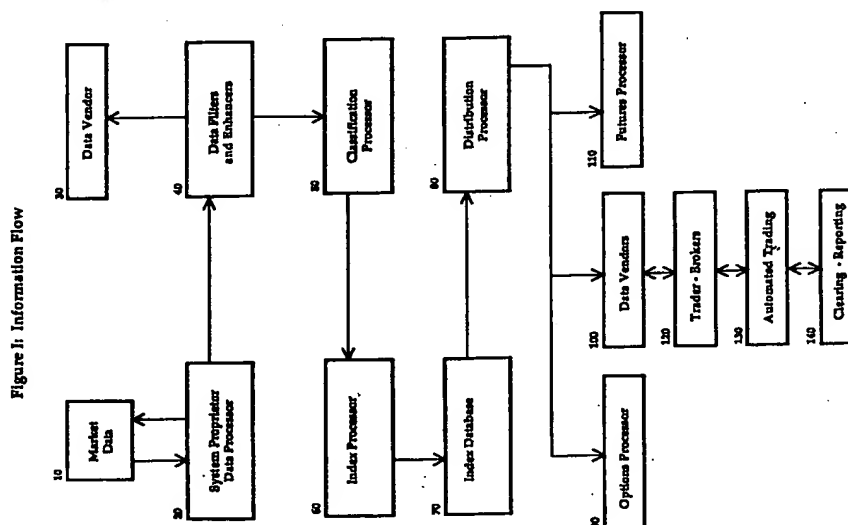 Figure 1: Information Flow
10
Market
Data
30
Data Vendor
20
System Proprietor
Data Processor
40
Data Filters
and Enhancers
60
Index Processor
50
Classification
Processor
70
Index Database
80
Distribution
Processor
Options Processor
100
Data Vendors
110
Futures Processor
120
Trader - Brokers
130
Automated Trading
140
Clearing - Reporting